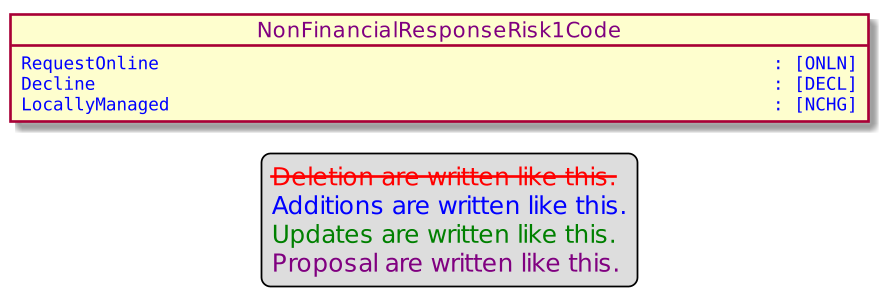 NonFinancialResponseRisk1Code
RequestOnline : [ONLN]
Decline : [DECL]
LocallyManaged : [NCHG]
Deletion are written like this.
Additions are written like this.
Updates are written like this.
Proposal are written like this.